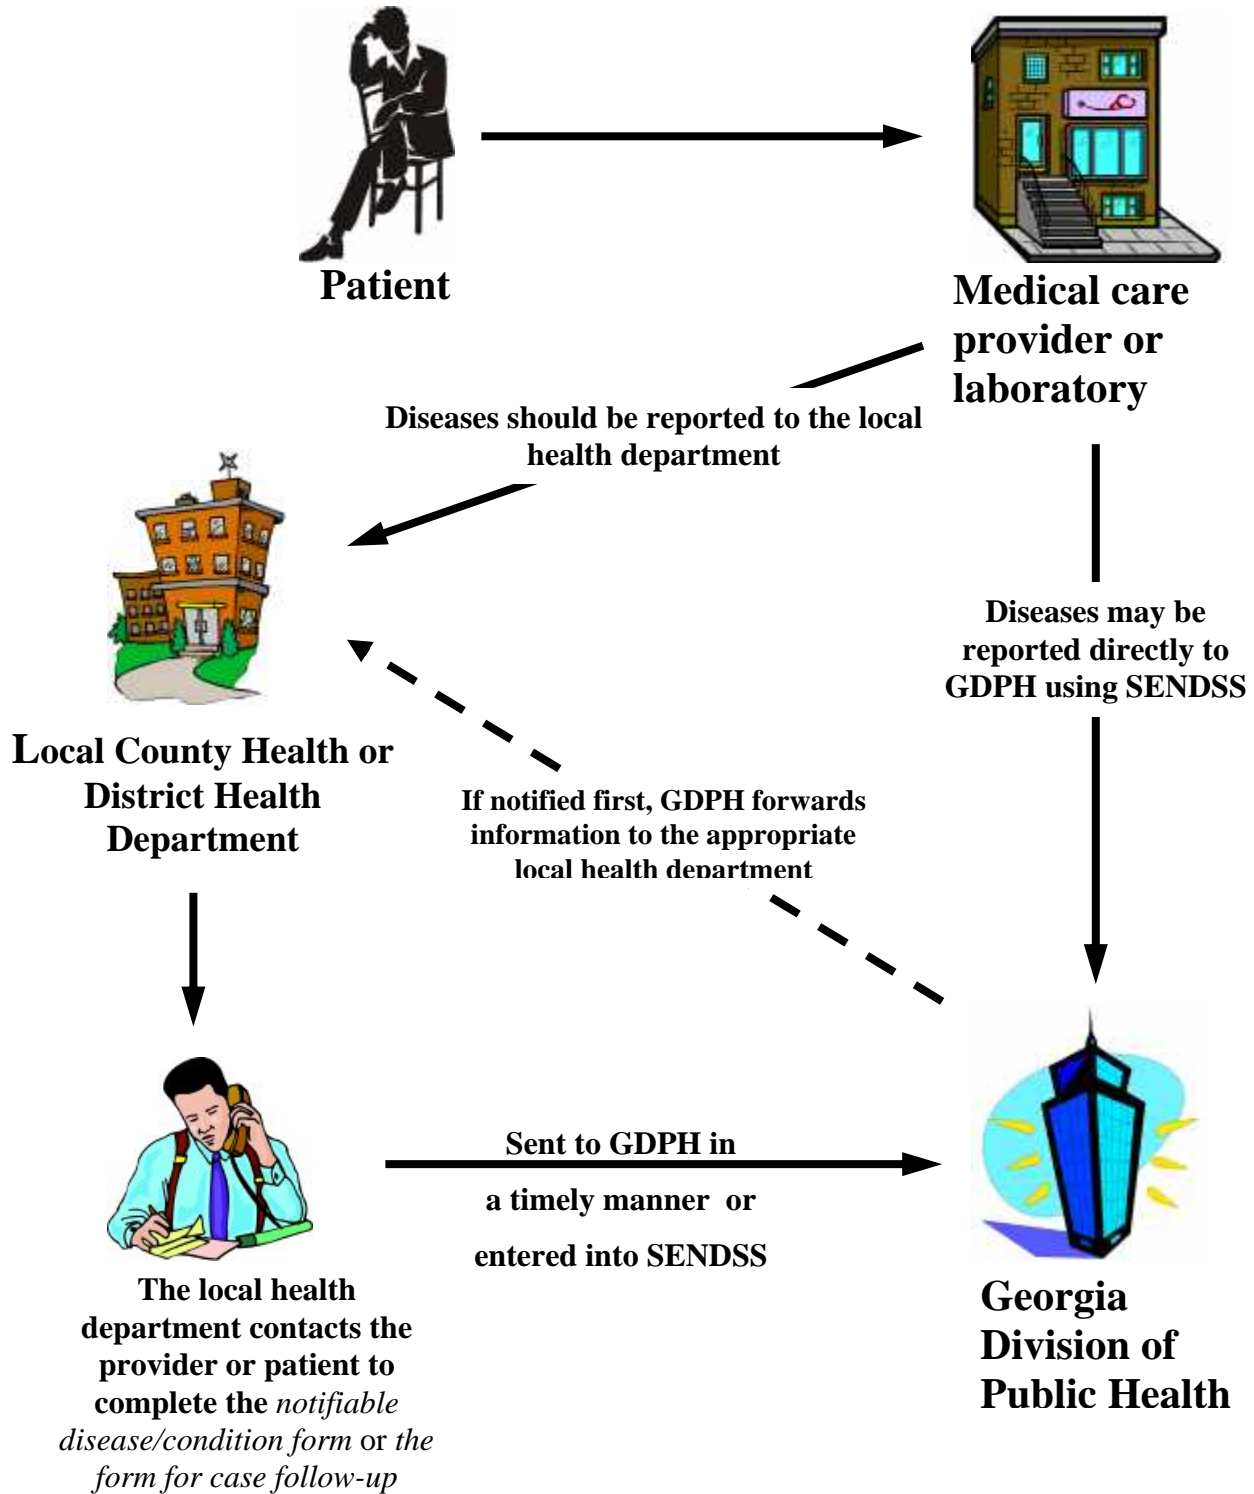 Patient
Medical care
provider or
laboratory
Diseases should be reported to the local
health department
Diseases may be
reported directly to
GDPH using SENDSS
Local County Health or
District Health
Department
If notified first, GDPH forwards
information to the appropriate
local health department
Sent to GDPH in
a timely manner or
entered into SENDSS
The local health
department contacts the
provider or patient to
complete the notifiable
disease/condition form or the
form for case follow-up
Georgia
Division of
Public Health